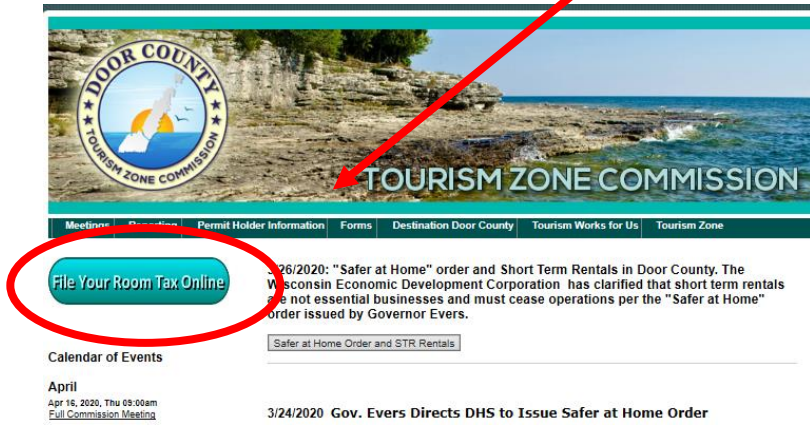 DOOR COUNTY
TOURISM ZONE COMMISSION
TOURISM ZONE COMMISSION
Meetings Reporting Permit Holder Information Forms Destination Door County Tourism Works for Us Tourism Zone
File Your Room Tax Online
3/26/2020: "Safer at Home" order and Short Term Rentals in Door County. The
Wisconsin Economic Development Corporation has clarified that short term rentals
are not essential businesses and must cease operations per the "Safer at Home"
order issued by Governor Evers.
Safer at Home Order and STR Rentals
Calendar of Events
April
Apr 16, 2020, Thu 09:00am
Full Commission Meeting
3/24/2020 Gov. Evers Directs DHS to Issue Safer at Home Order